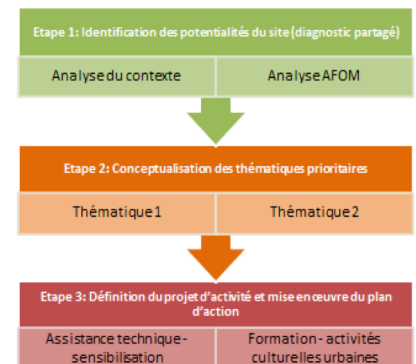 Etape 1: Identification des potentialités du site (diagnostic partagé)
Analyse du contexte
Analyse AFOM
Etape 2: Conceptualisation des thématiques prioritaires
Thématique 1
Thématique 2
Etape 3: Définition du projet d'activité et mise en œuvre du plan
d'action
Assistance technique -
sensibilisation
Formation - activités
culturelles urbaines